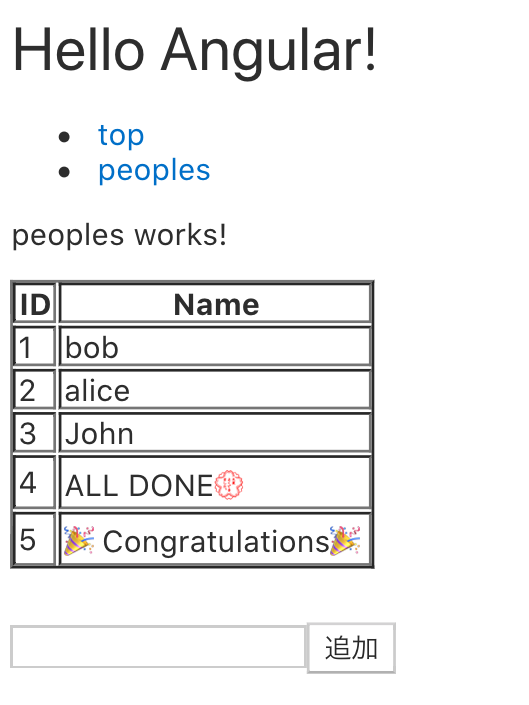 Hello Angular!
top
peoples
peoples works!
ID Name
1 bob
2 alice
3 John
4 ALL DONE💮
5 🎉 Congratulations🎉
追加